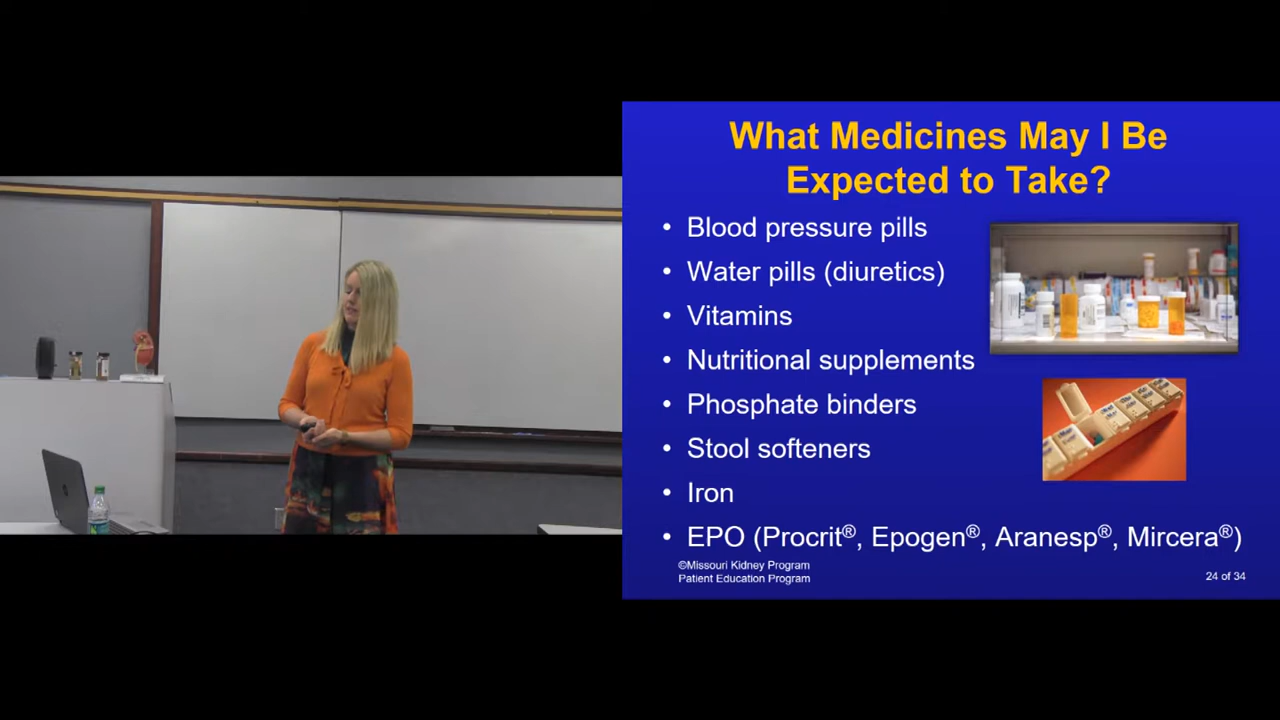 What Medicines May I Be
Expected to Take?
• Blood pressure pills
• Water pills (diuretics)
• Vitamins
• Nutritional supplements
• Phosphate binders
• Stool softeners
• Iron
• EPO (Procrit®, Epogen®, Aranesp®, Mircera®)
©Missouri Kidney Program
Patient Education Program
24 of 34